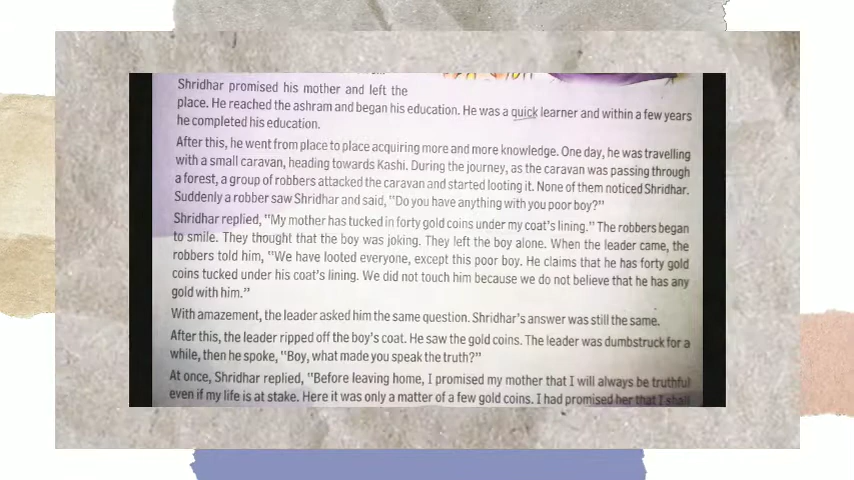 Shridhar promised his mother and left the
place. He reached the ashram and began his education. He was a quick learner and within a few years
he completed his education.
After this, he went from place to place acquiring more and more knowledge. One day, he was travelling
with a small caravan, heading towards Kashi. During the journey, as the caravan was passing through
a forest, a group of robbers attacked the caravan and started looting it. None of them noticed Shridhar.
Suddenly a robber saw Shridhar and said, "Do you have anything with you poor boy?"
Shridhar replied, "My mother has tucked in forty gold coins under my coat's lining." The robbers began
to smile. They thought that the boy was joking. They left the boy alone. When the leader came, the
robbers told him, "We have looted everyone, except this poor boy. He claims that he has forty gold
coins tucked under his coat's lining. We did not touch him because we do not believe that he has any
gold with him."
With amazement, the leader asked him the same question. Shridhar's answer was still the same.
After this, the leader ripped off the boy's coat. He saw the gold coins. The leader was dumbstruck for a
while, then he spoke, "Boy, what made you speak the truth?"
At once, Shridhar replied, "Before leaving home, I promised my mother that I will always be truthful
even if my life is at stake. Here it was only a matter of a few gold coins. I had promised her that I shall